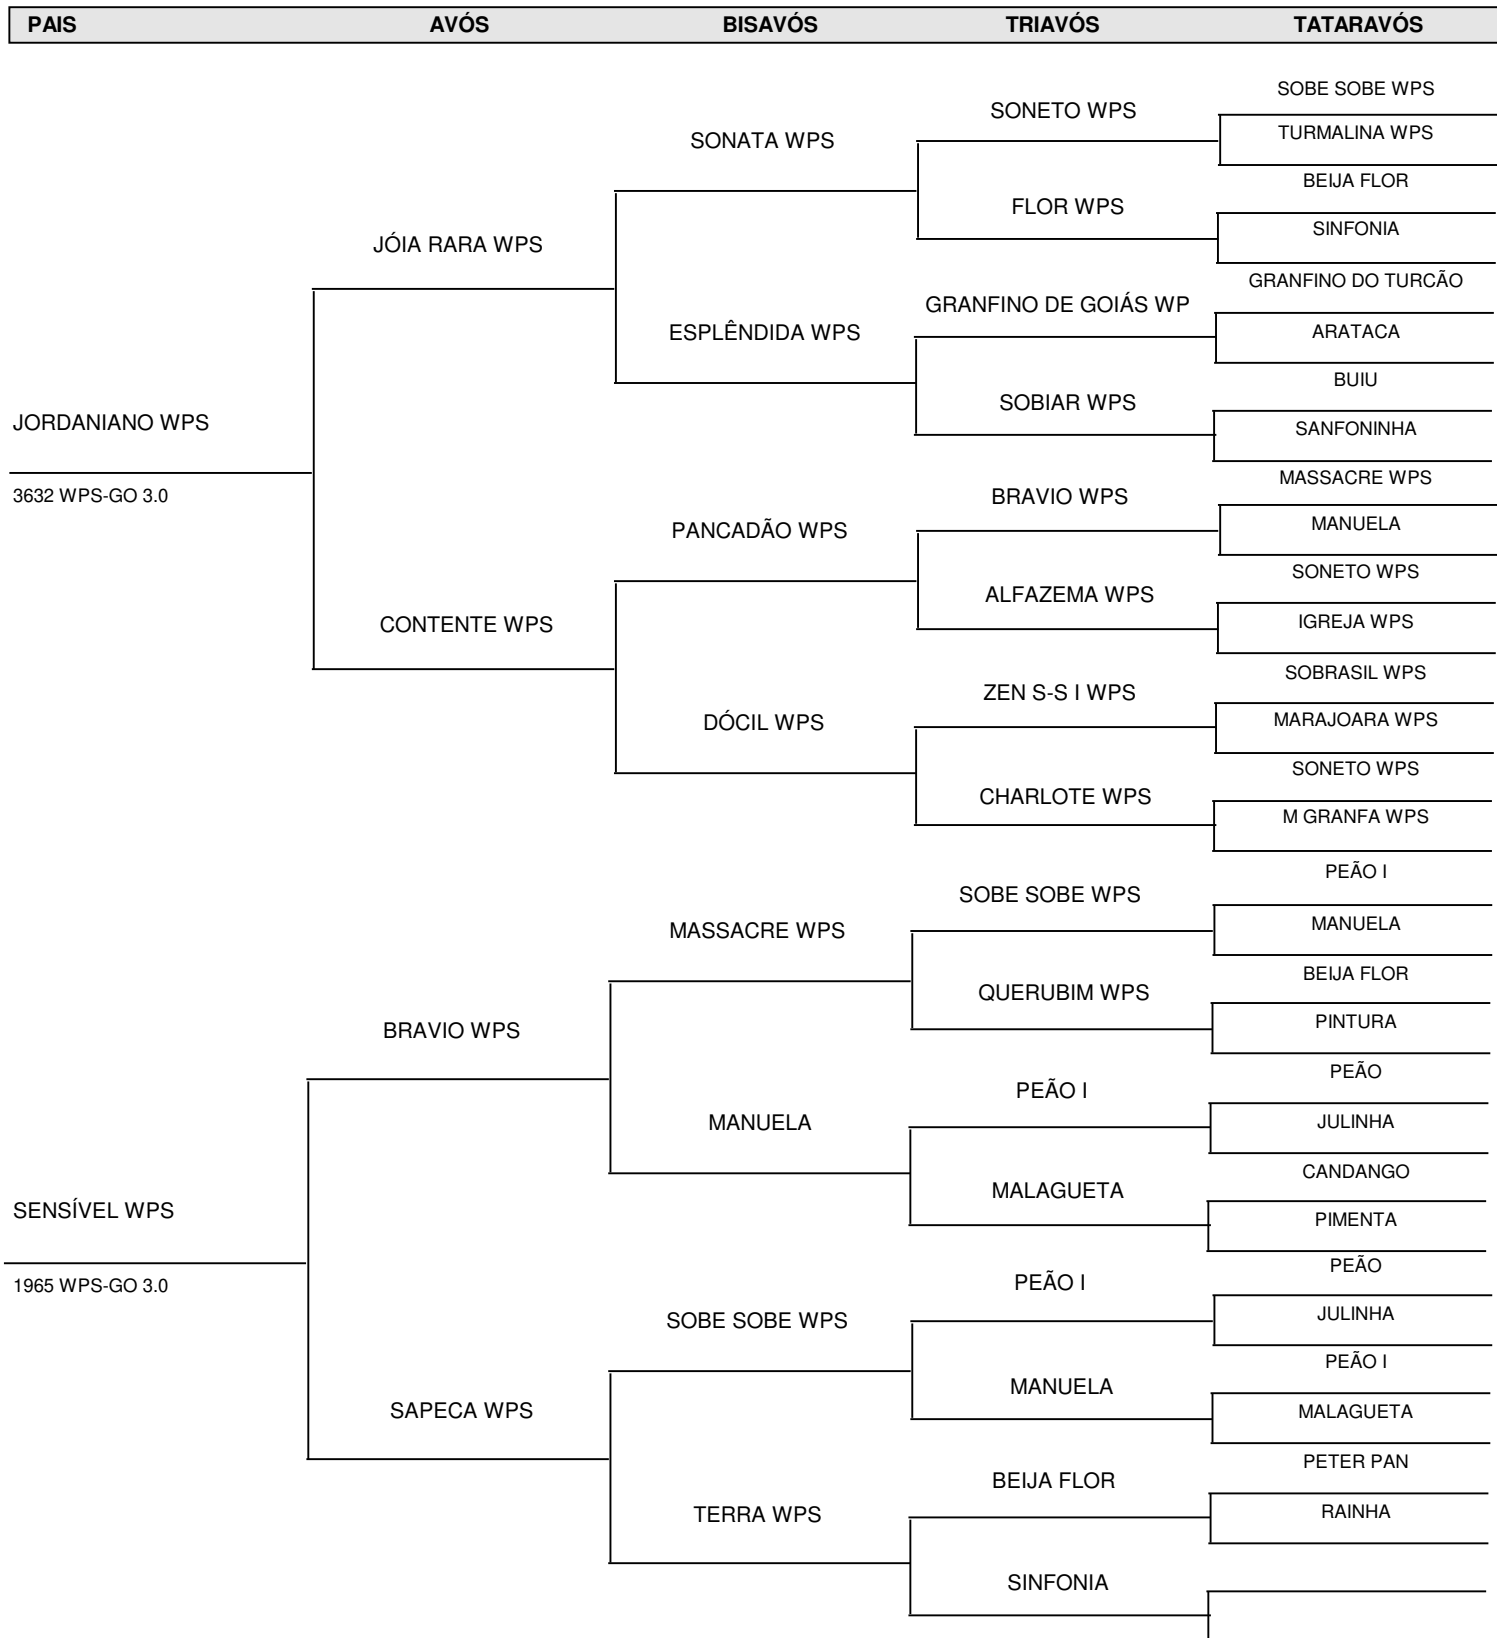 PAIS AVÓS BISAVÓS TRIAVÓS TATARAVÓS
SOBE SOBE WPS
SONETO WPS
TURMALINA WPS
SONATA WPS
BEIJA FLOR
FLOR WPS
SINFONIA
JÓIA RARA WPS
GRANFINO DO TURCÃO
GRANFINO DE GOIÁS WP
ARATACA
ESPLÊNDIDA WPS
BUIU
SOBIAR WPS
SANFONINHA
JORDANIANO WPS
3632 WPS-GO 3.0
MASSACRE WPS
BRAVIO WPS
MANUELA
PANCADÃO WPS
SONETO WPS
ALFAZEMA WPS
IGREJA WPS
CONTENTE WPS
SOBRASIL WPS
ZEN S-S I WPS
MARAJOARA WPS
DÓCIL WPS
SONETO WPS
CHARLOTE WPS
M GRANFA WPS
PEÃO I
SOBE SOBE WPS
MANUELA
MASSACRE WPS
BEIJA FLOR
QUERUBIM WPS
PINTURA
BRAVIO WPS
PEÃO
PEÃO I
JULINHA
MANUELA
CANDANGO
MALAGUETA
PIMENTA
SENSÍVEL WPS
1965 WPS-GO 3.0
PEÃO
PEÃO I
JULINHA
SOBE SOBE WPS
PEÃO I
MANUELA
MALAGUETA
SAPECA WPS
PETER PAN
BEIJA FLOR
RAINHA
TERRA WPS
SINFONIA